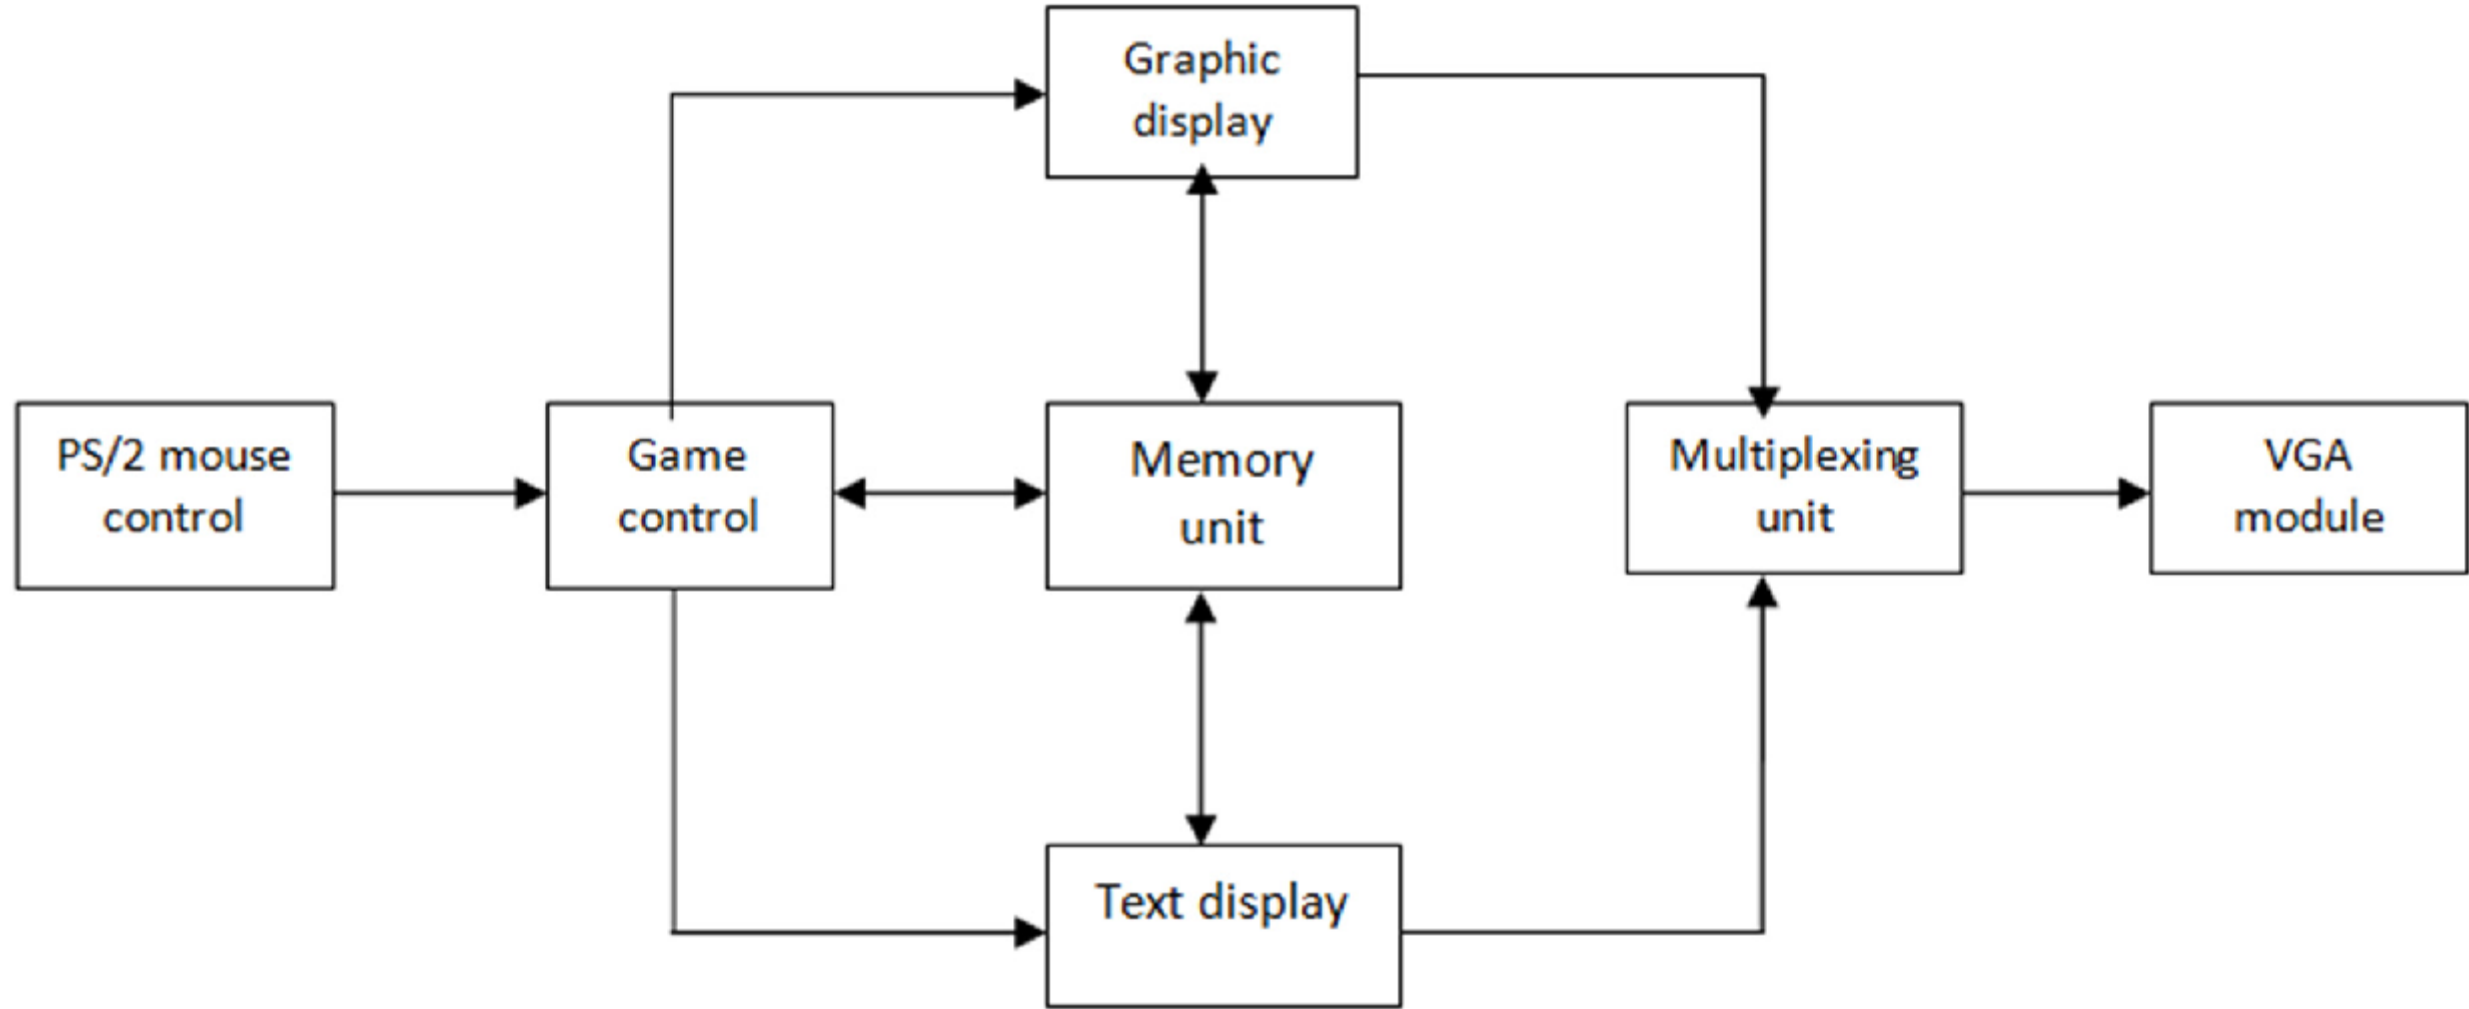 Graphic
display
PS/2 mouse
control
Game
control
Memory
unit
Multiplexing
unit
VGA
module
Text display